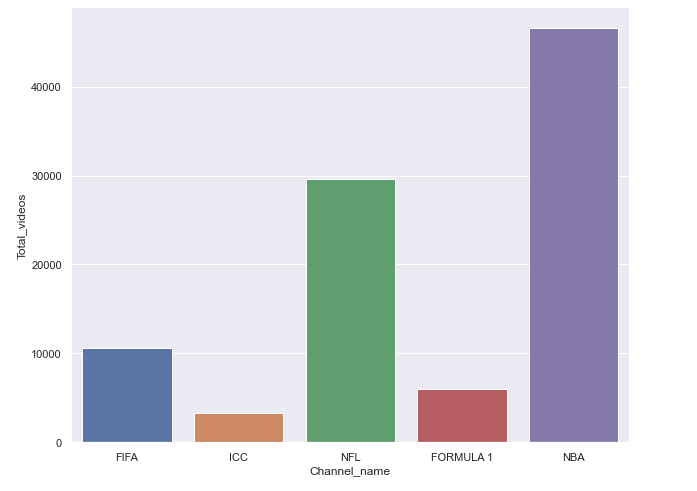 40000
30000
20000
10000
0
Total_videos
FIFA ICC NFL FORMULA 1 NBA
Channel_name